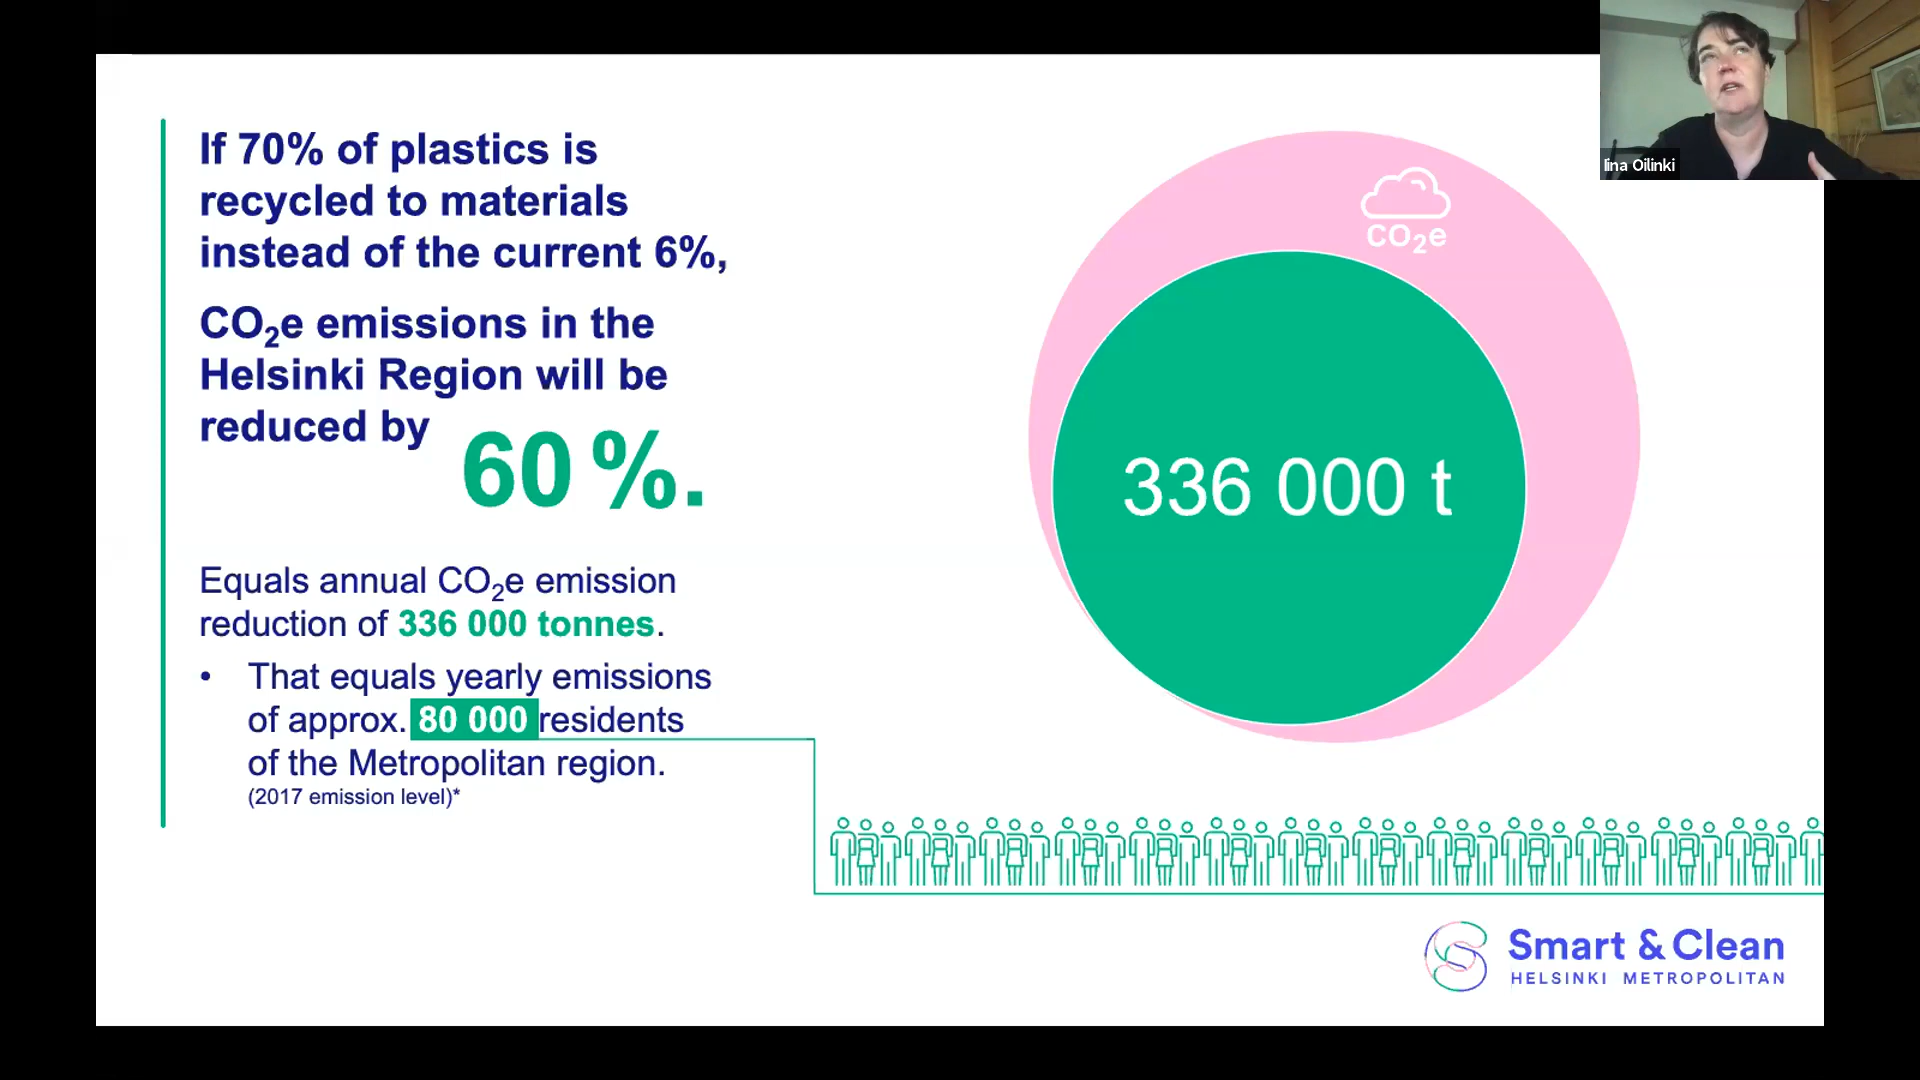 If 70% of plastics is
recycled to materials
instead of the current 6%,
CO₂e emissions in the
Helsinki Region will be
reduced by
60 %.
Equals annual CO₂e emission
reduction of 336 000 tonnes.
• That equals yearly emissions
of approx. 80 000 residents
of the Metropolitan region.
(2017 emission level)*
CO₂e
336 000 t
Iina Oilinki
Smart & Clean
HELSINKI METROPOLITAN